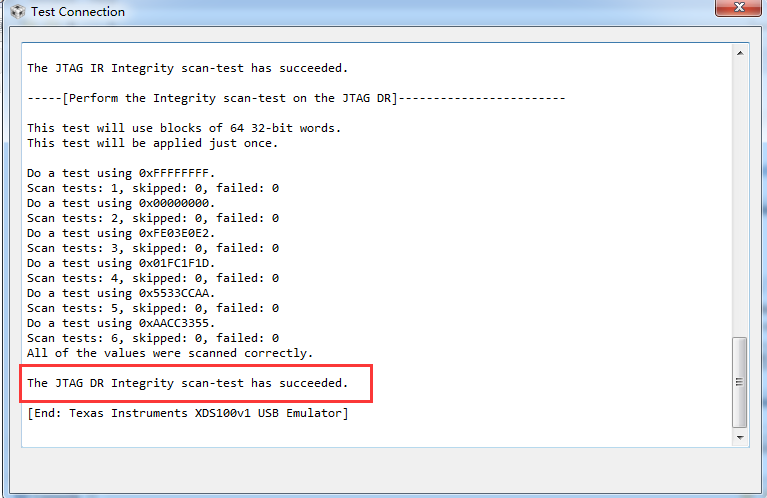 Test Connection
The JTAG IR Integrity scan-test has succeeded.
-----[Perform the Integrity scan-test on the JTAG DR]------------------------
This test will use blocks of 64 32-bit words.
This test will be applied just once.
Do a test using 0xFFFFFFFF.
Scan tests: 1, skipped: 0, failed: 0
Do a test using 0x00000000.
Scan tests: 2, skipped: 0, failed: 0
Do a test using 0xFE03E0E2.
Scan tests: 3, skipped: 0, failed: 0
Do a test using 0x01FC1F1D.
Scan tests: 4, skipped: 0, failed: 0
Do a test using 0x5533CCAA.
Scan tests: 5, skipped: 0, failed: 0
Do a test using 0xAACC3355.
Scan tests: 6, skipped: 0, failed: 0
All of the values were scanned correctly.
The JTAG DR Integrity scan-test has succeeded.
[End: Texas Instruments XDS100v1 USB Emulator]